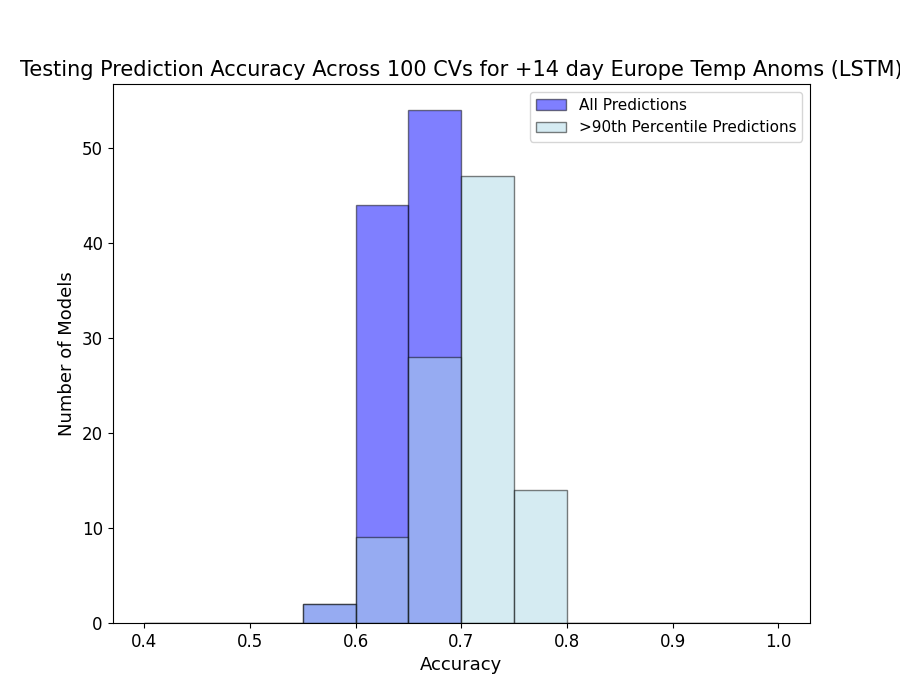 Testing Prediction Accuracy Across 100 CVs for +14 day Europe Temp Anoms (LSTM)
All Predictions
>90th Percentile Predictions
50
40
30
20
10
0
Number of Models
0.4 0.5 0.6 0.7 0.8 0.9 1.0
Accuracy